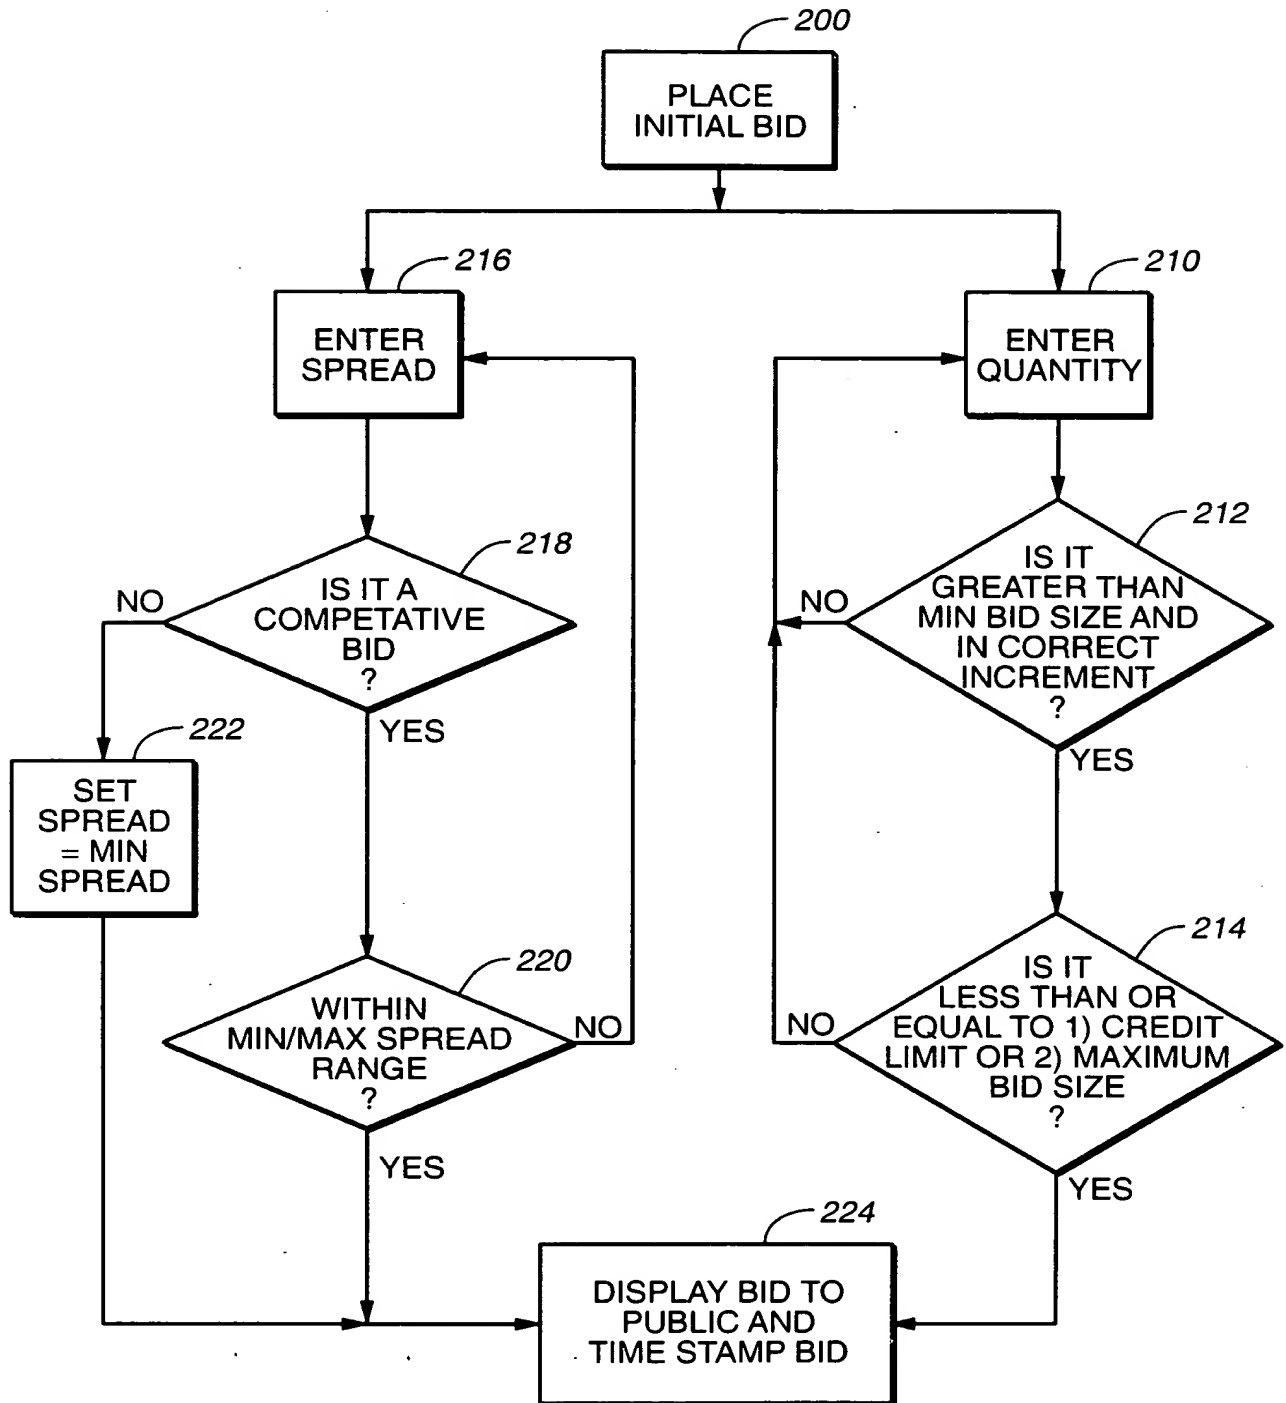 200
PLACE
INITIAL BID
216
ENTER
SPREAD
210
ENTER
QUANTITY
218
IS IT A
COMPETATIVE
BID
?
NO
YES
212
IS IT
GREATER THAN
MIN BID SIZE AND
IN CORRECT
INCREMENT
?
NO
YES
222
SET
SPREAD
= MIN
SPREAD
220
WITHIN
MIN/MAX SPREAD
RANGE
?
NO
YES
214
IS IT
LESS THAN OR
EQUAL TO 1) CREDIT
LIMIT OR 2) MAXIMUM
BID SIZE
?
NO
YES
224
DISPLAY BID TO
PUBLIC AND
TIME STAMP BID